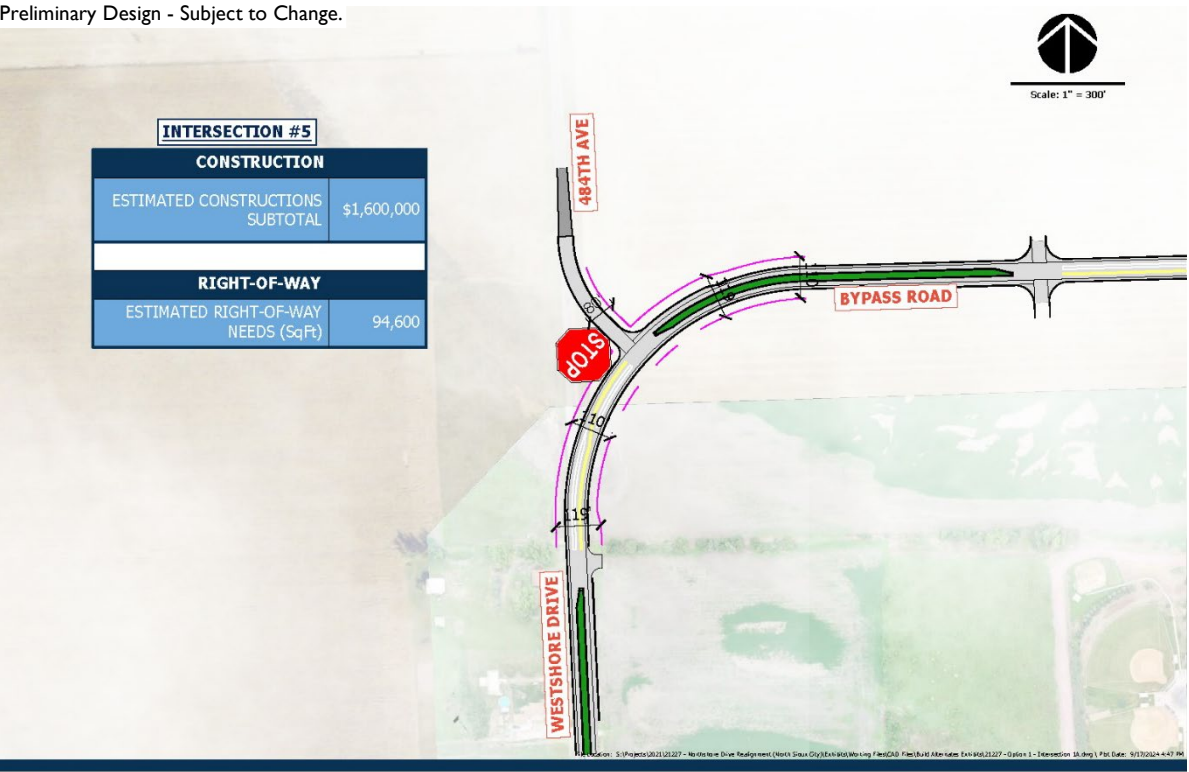 Preliminary Design - Subject to Change.
Scale: 1" = 300'
INTERSECTION #5
CONSTRUCTION
ESTIMATED CONSTRUCTIONS
SUBTOTAL
$1,600,000
RIGHT-OF-WAY
ESTIMATED RIGHT-OF-WAY
NEEDS (SqFt)
94,600
484TH AVE
BYPASS ROAD
STOP
110'
119'
WESTSHORE DRIVE